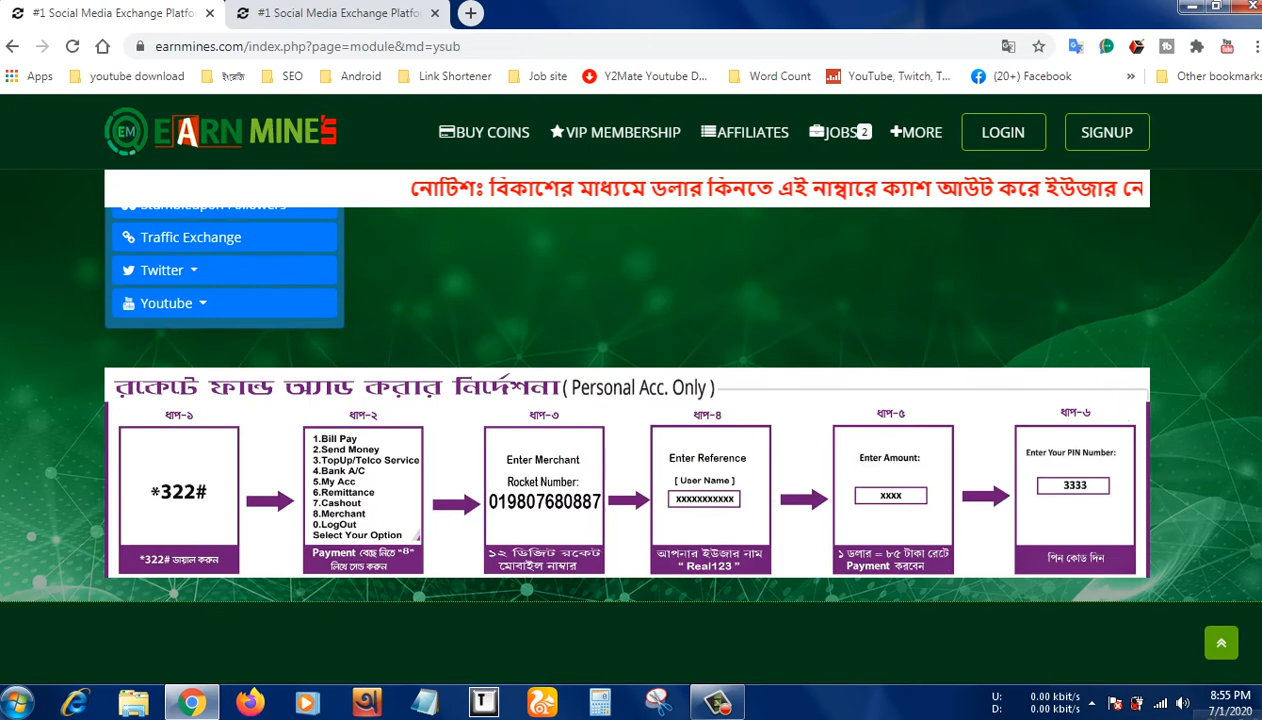 #1 Social Media Exchange Platfo
#1 Social Media Exchange Platfo
earnmines.com/index.php?page=module&md=ysub
Apps
youtube download
ইংরেজি
SEO
Android
Link Shortener
Job site
Y2Mate Youtube D...
Word Count
YouTube, Twitch, T...
(20+) Facebook
»
Other bookmarks
EM EARN MINE'S
BUY COINS
VIP MEMBERSHIP
AFFILIATES
JOBS 2
MORE
LOGIN
SIGNUP
নোটিশঃ বিকাশের মাধ্যমে ডলার কিনতে এই নাম্বারে ক্যাশ আউট করে ইউজার নে
Stumbleupon Followers
Traffic Exchange
Twitter
Youtube
রকেটে ফান্ড অ্যাড করার নির্দেশনা ( Personal Acc. Only )
ধাপ-১
*322#
*322# ডায়াল করুন
ধাপ-২
1.Bill Pay
2.Send Money
3.TopUp/Telco Service
4.Bank A/C
5.My Acc
6.Remittance
7.Cashout
8.Merchant
0.LogOut
Select Your Option
Payment বেছে নিতে "৪"
লিখে সেন্ড করুন
ধাপ-৩
Enter Merchant
Rocket Number:
019807680887
১২ ডিজিট রকেট
মোবাইল নাম্বার
ধাপ-৪
Enter Reference
[ User Name ]
xxxxxxxxxxx
আপনার ইউজার নাম
“ Real123 ”
ধাপ-৫
Enter Amount:
xxxx
১ ডলার = ৮৫ টাকা রেটে
Payment করবেন
ধাপ-৬
Enter Your PIN Number:
3333
পিন কোড দিন
T
অ
U:
D:
0.00 kbit/s
0.00 kbit/s
8:55 PM
7/1/2020